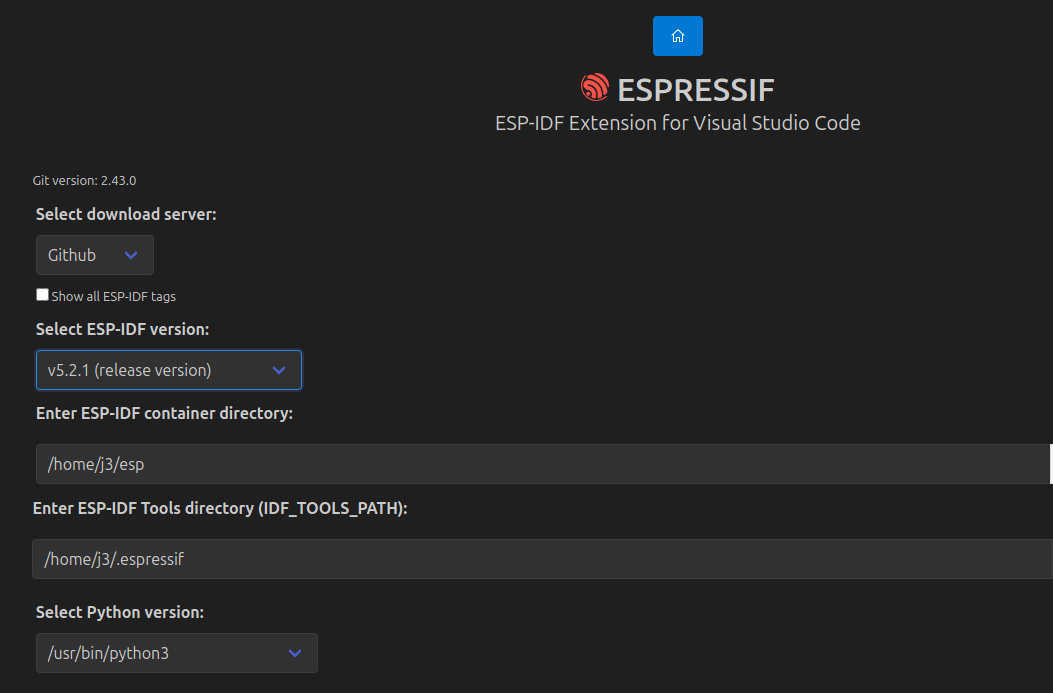 ESPRESSIF
ESP-IDF Extension for Visual Studio Code
Git version: 2.43.0
Select download server:
Github
Show all ESP-IDF tags
Select ESP-IDF version:
v5.2.1 (release version)
Enter ESP-IDF container directory:
/home/j3/esp
Enter ESP-IDF Tools directory (IDF_TOOLS_PATH):
/home/j3/.espressif
Select Python version:
/usr/bin/python3